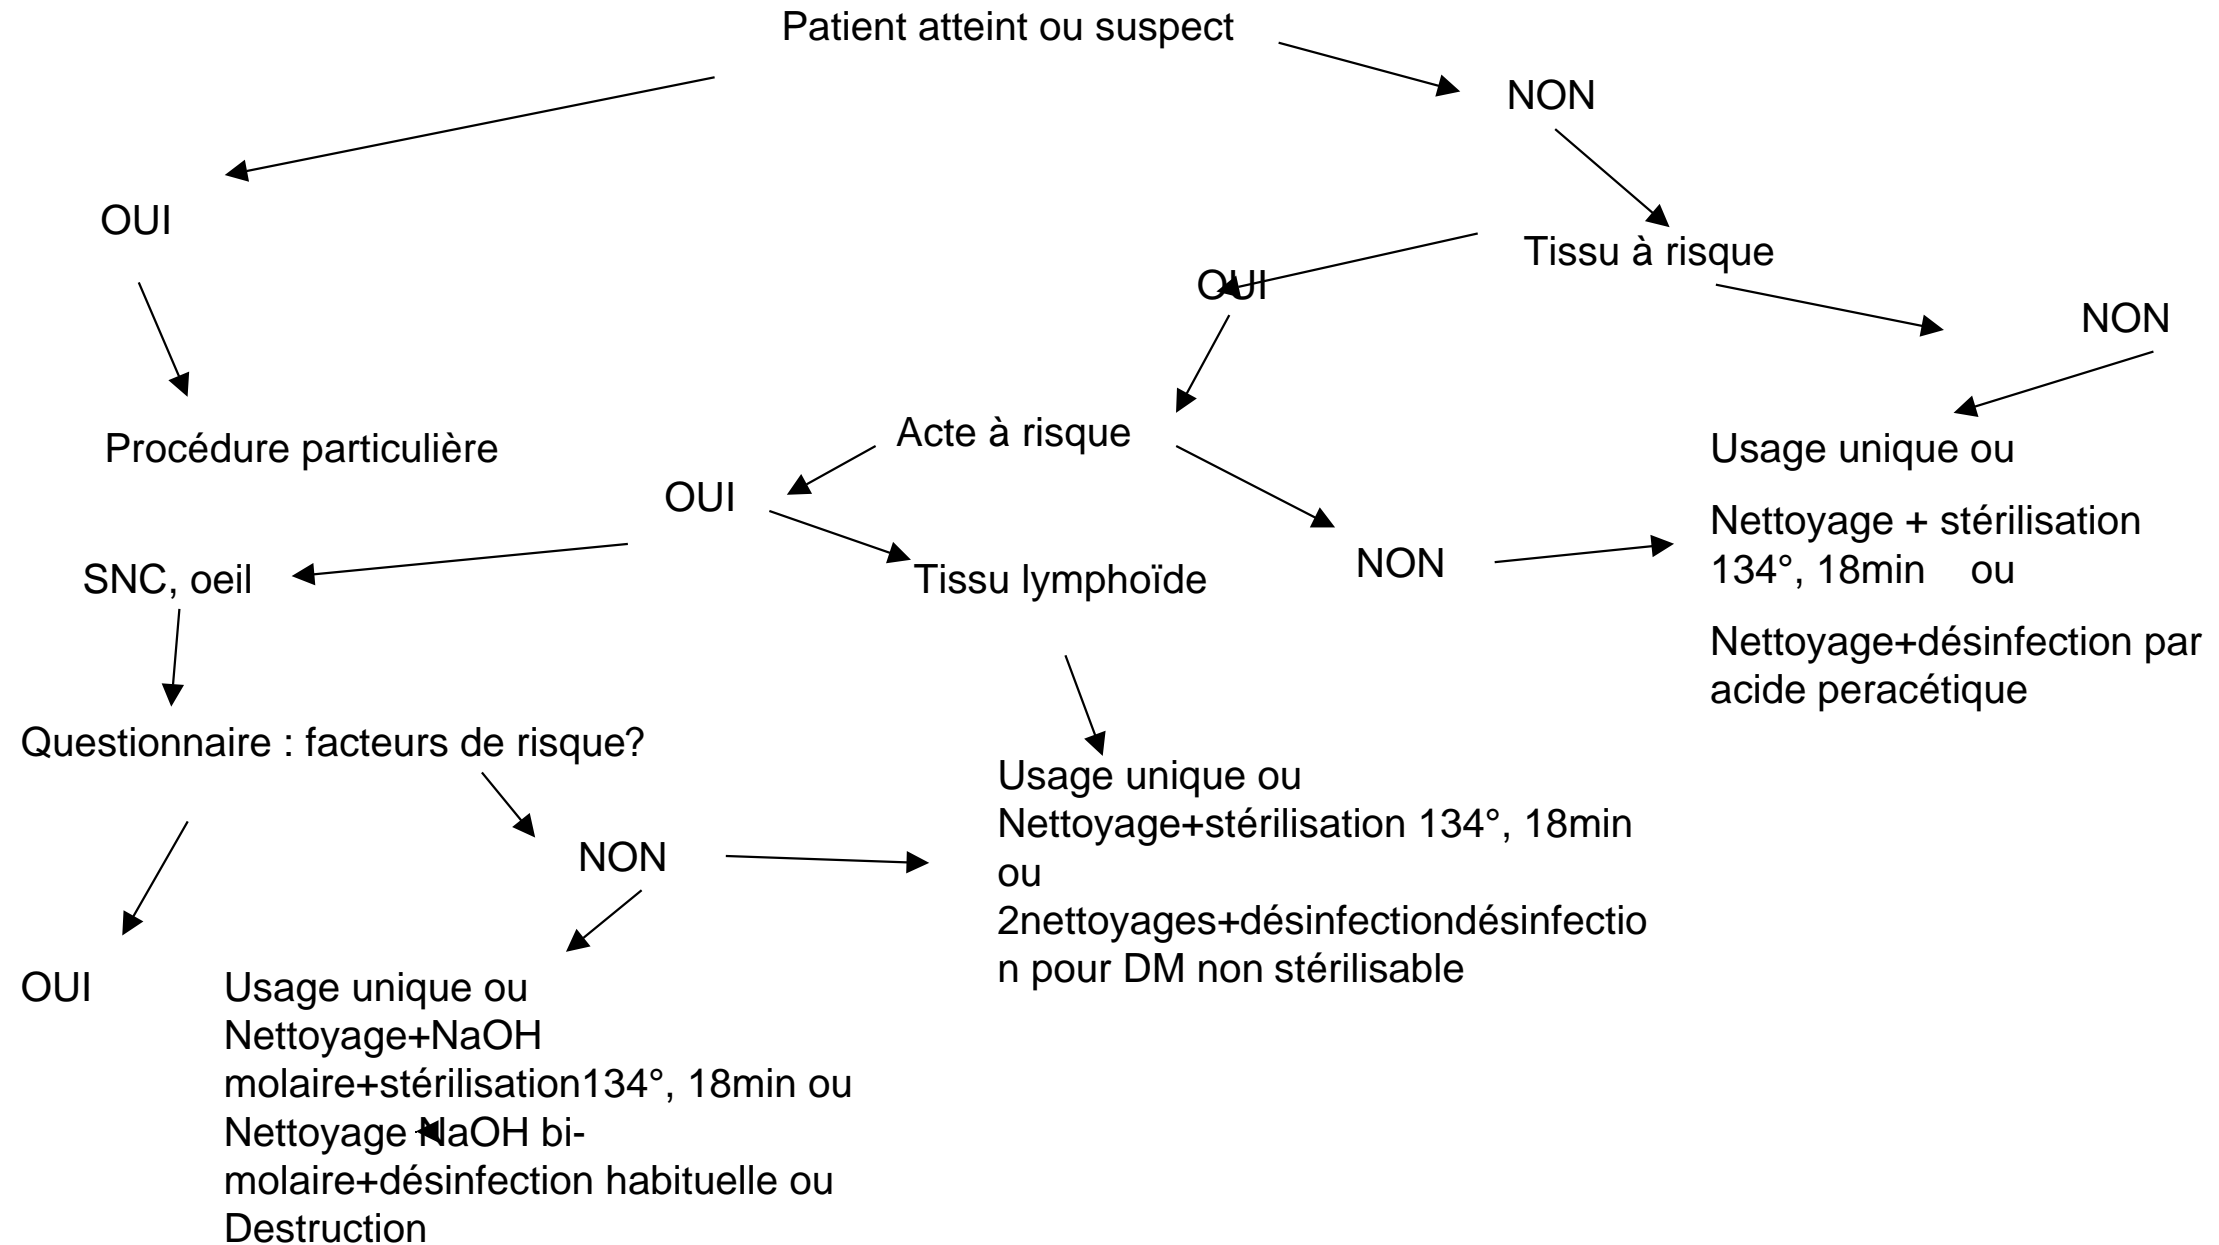 Patient atteint ou suspect
NON
OUI
Tissu à risque
OUI
NON
Acte à risque
Procédure particulière
Usage unique ou
OUI
Nettoyage + stérilisation
134°, 18min ou
NON
SNC, oeil
Tissu lymphoïde
Nettoyage+désinfection par
acide peracétique
Questionnaire : facteurs de risque?
Usage unique ou
Nettoyage+stérilisation 134°, 18min
ou
2nettoyages+désinfectiondésinfectio
n pour DM non stérilisable
NON
OUI
Usage unique ou
Nettoyage+NaOH
molaire+stérilisation134°, 18min ou
Nettoyage NaOH bi-
molaire+désinfection habituelle ou
Destruction